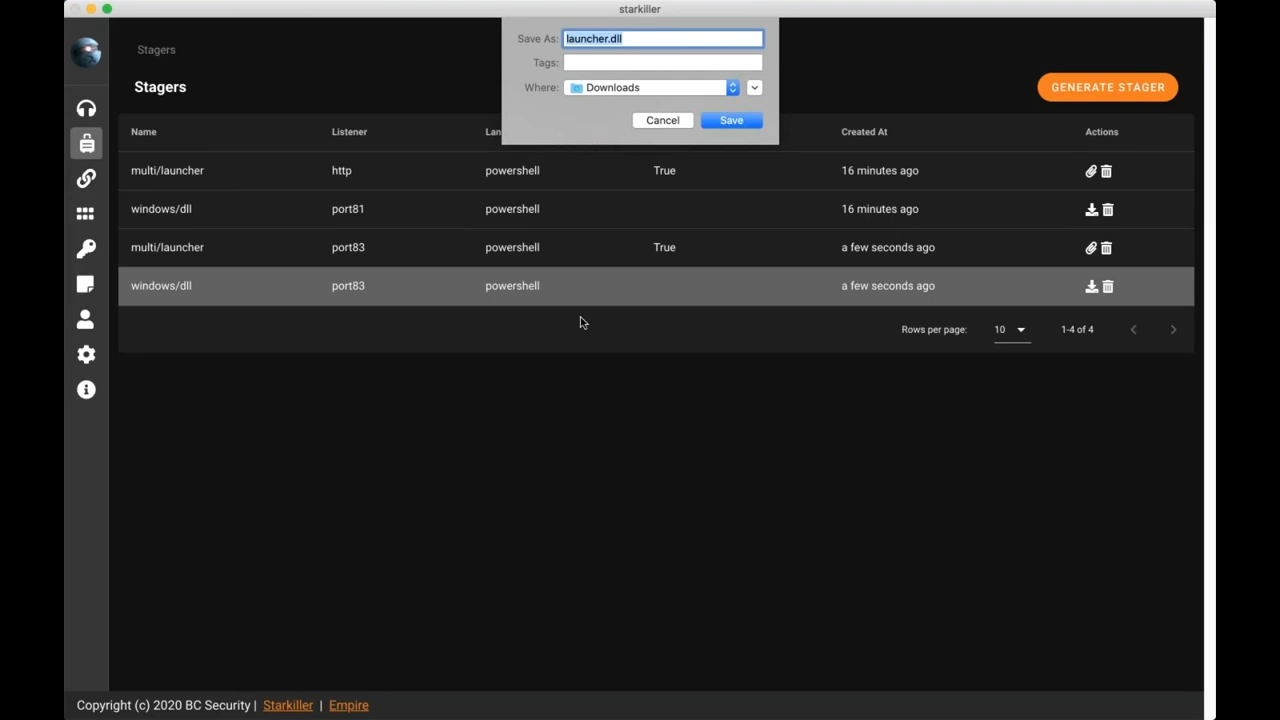 starkiller
Save As: launcher.dll
Tags:
Where: Downloads
Cancel Save
Stagers
Stagers
GENERATE STAGER
Name Listener Created At Actions
multi/launcher http powershell True 16 minutes ago
windows/dll port81 powershell 16 minutes ago
multi/launcher port83 powershell True a few seconds ago
windows/dll port83 powershell a few seconds ago
Rows per page: 10 1-4 of 4
Copyright (c) 2020 BC Security | Starkiller | Empire